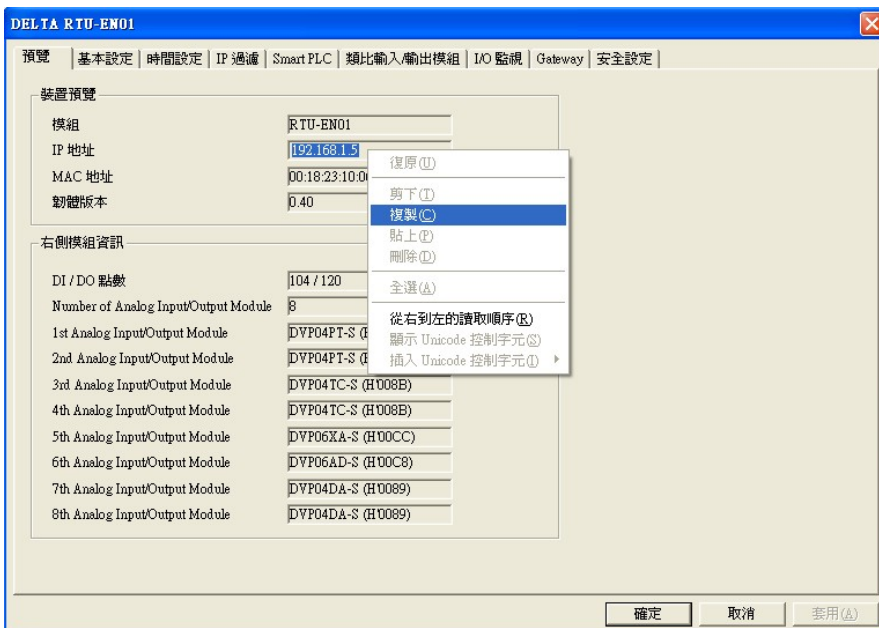 DELTA RTU-EN01
預覽 基本設定 時間設定 IP 過濾 Smart PLC 類比輸入/輸出模組 I/O 監視 Gateway 安全設定
裝置預覽
模組 RTU-EN01
IP 地址 192.168.1.5
MAC 地址 00:18:23:10:0
韌體版本 0.40
復原(U)
剪下(T)
複製(C)
貼上(P)
刪除(D)
全選(A)
從右到左的讀取順序(R)
顯示 Unicode 控制字元(S)
插入 Unicode 控制字元(I)
右側模組資訊
DI / DO 點數 104 / 120
Number of Analog Input/Output Module 8
1st Analog Input/Output Module DVP04PT-S
2nd Analog Input/Output Module DVP04PT-S
3rd Analog Input/Output Module DVP04TC-S (H'008B)
4th Analog Input/Output Module DVP04TC-S (H'008B)
5th Analog Input/Output Module DVP06XA-S (H'00CC)
6th Analog Input/Output Module DVP06AD-S (H'00C8)
7th Analog Input/Output Module DVP04DA-S (H'0089)
8th Analog Input/Output Module DVP04DA-S (H'0089)
確定 取消 套用(A)